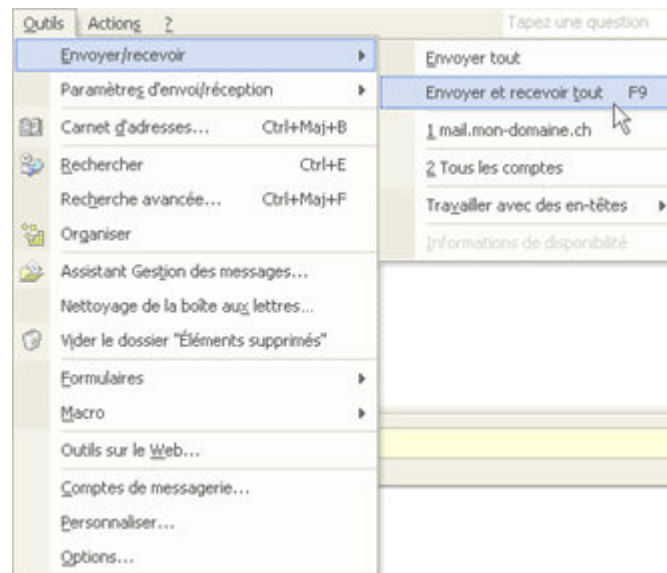 Outils Actions ? Tapez une question
Envoyer/recevoir
Paramètres d'envoi/réception
Carnet d'adresses... Ctrl+Maj+B
Rechercher Ctrl+E
Recherche avancée... Ctrl+Maj+F
Organiser
Assistant Gestion des messages...
Nettoyage de la boîte aux lettres...
Vider le dossier "Éléments supprimés"
Formulaires
Macro
Outils sur le Web...
Comptes de messagerie...
Personnaliser...
Options...
Envoyer tout
Envoyer et recevoir tout F9
1 mail.mon-domaine.ch
2 Tous les comptes
Travailler avec des en-têtes
Informations de disponibilité